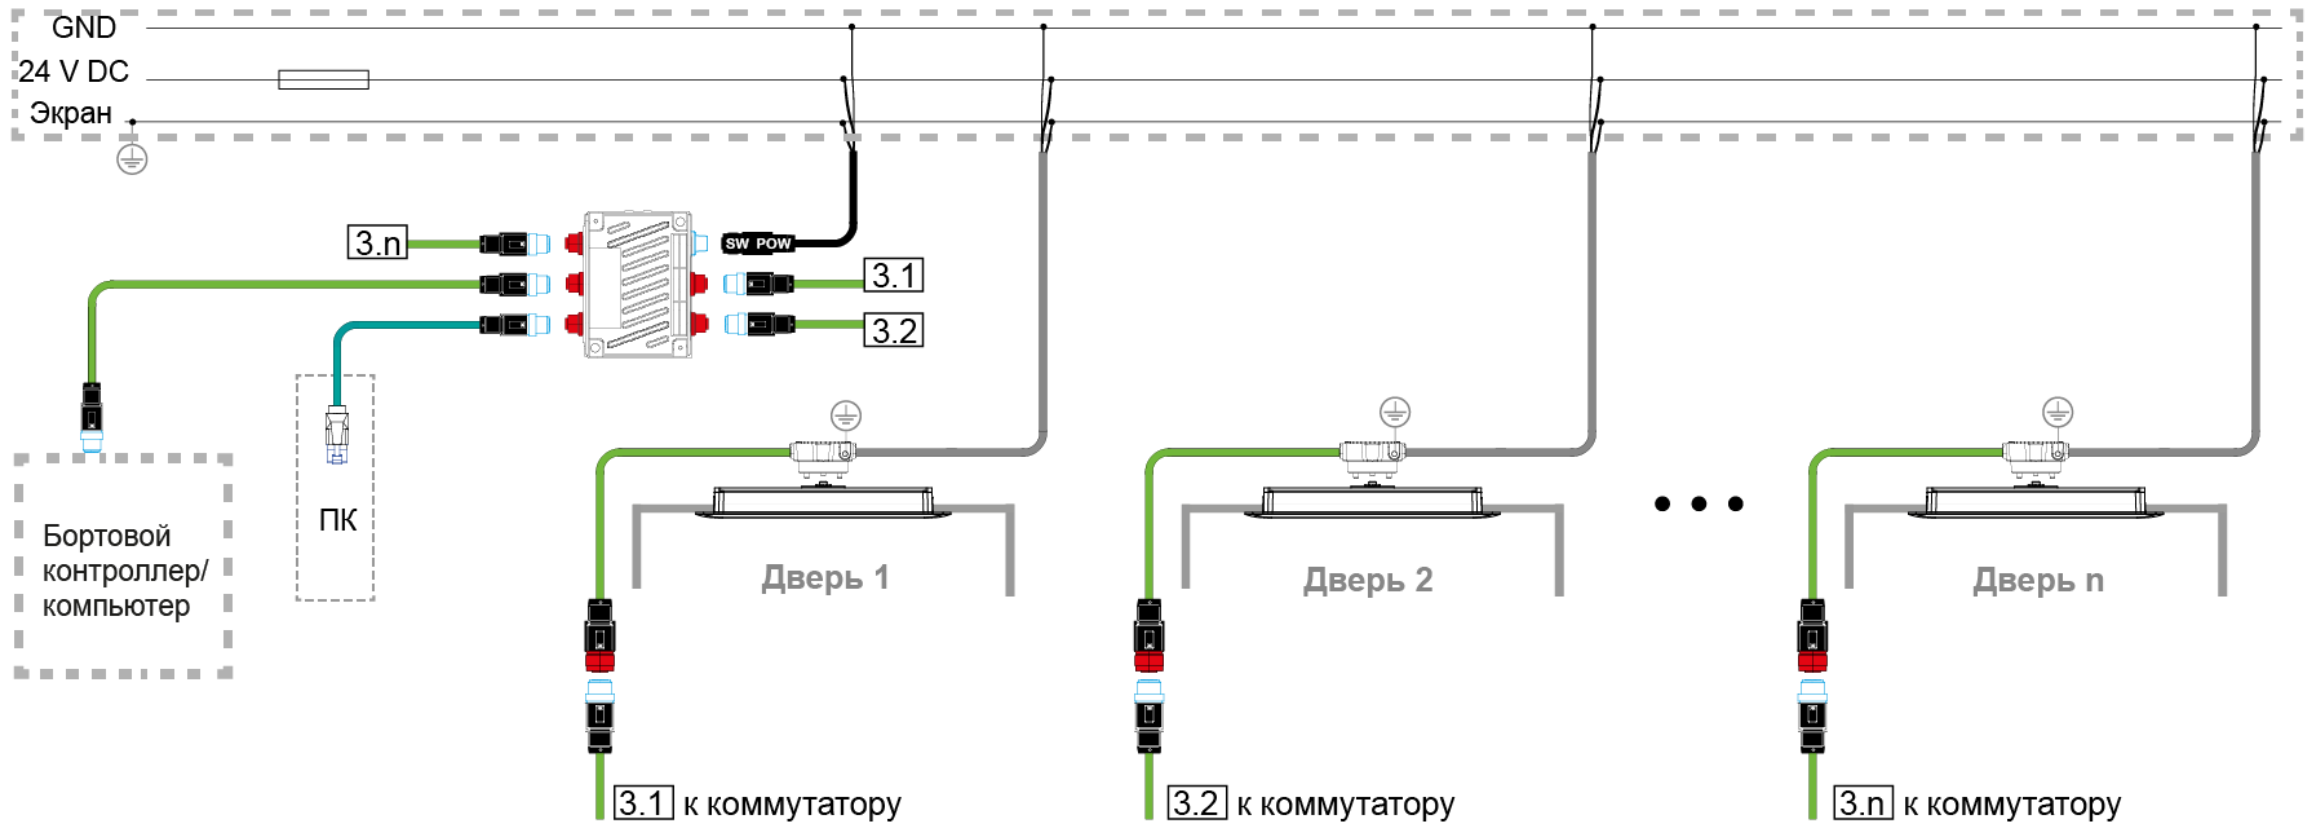 GND
24 V DC
Экран
3.n
SW POW
3.1
3.2
Бортовой
контроллер/
компьютер
ПК
Дверь 1
Дверь 2
Дверь n
3.1 к коммутатору
3.2 к коммутатору
3.n к коммутатору